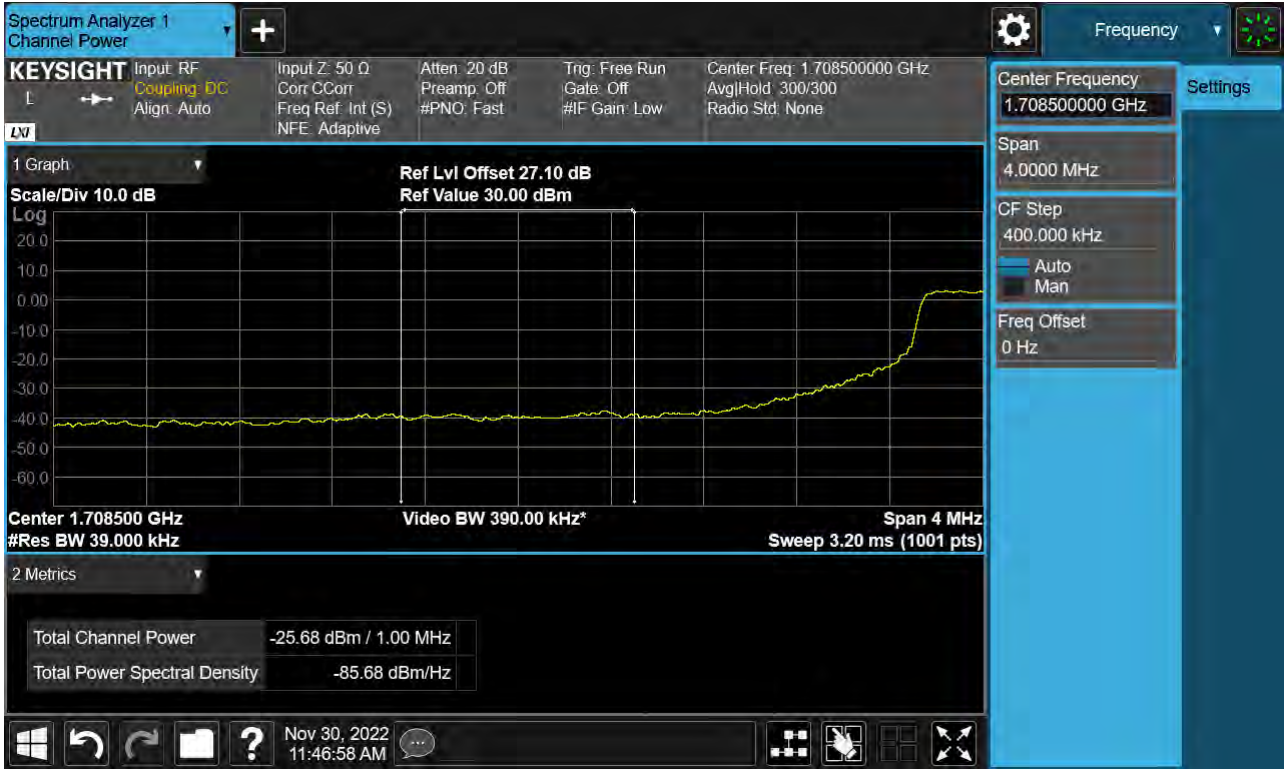 Spectrum Analyzer 1
Channel Power
Frequency
KEYSIGHT
L
LXI
Input: RF
Coupling: DC
Align: Auto
Input Z: 50 Ω
Corr CCorr
Freq Ref: Int (S)
NFE: Adaptive
Atten: 20 dB
Preamp: Off
#PNO: Fast
Trig: Free Run
Gate: Off
#IF Gain: Low
Center Freq: 1.708500000 GHz
Avg|Hold: 300/300
Radio Std: None
Center Frequency
1.708500000 GHz
Settings
Span
4.0000 MHz
CF Step
400.000 kHz
Auto
Man
Freq Offset
0 Hz
1 Graph
Scale/Div 10.0 dB
Ref Lvl Offset 27.10 dB
Ref Value 30.00 dBm
Log
20.0
10.0
0.00
-10.0
-20.0
-30.0
-40.0
-50.0
-60.0
Center 1.708500 GHz
#Res BW 39.000 kHz
Video BW 390.00 kHz*
Span 4 MHz
Sweep 3.20 ms (1001 pts)
2 Metrics
Total Channel Power -25.68 dBm / 1.00 MHz
Total Power Spectral Density -85.68 dBm/Hz
?
Nov 30, 2022
11:46:58 AM